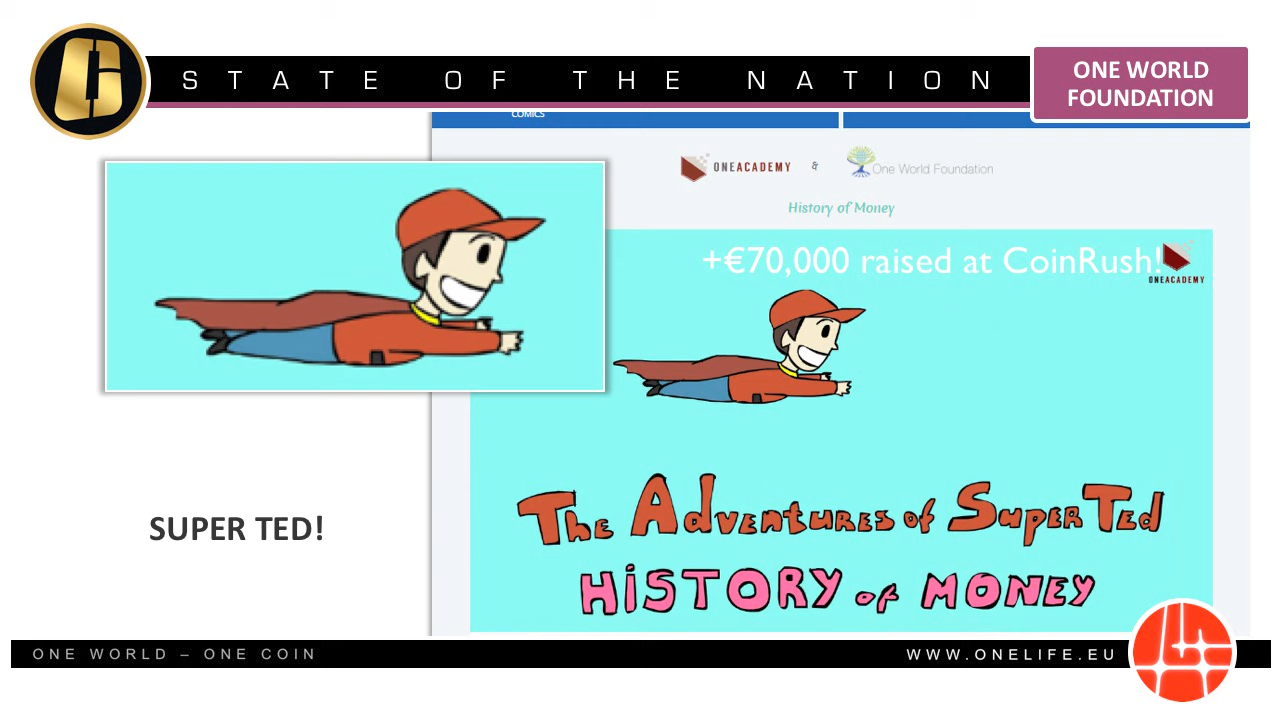 STATE OF THE NATION
ONE WORLD
FOUNDATION
COMICS
ONEACADEMY & One World Foundation
History of Money
+€70,000 raised at CoinRush!
ONEACADEMY
The Adventures of Super Ted
HiSTORY of MONEY
SUPER TED!
ONE WORLD – ONE COIN
WWW.ONELIFE.EU